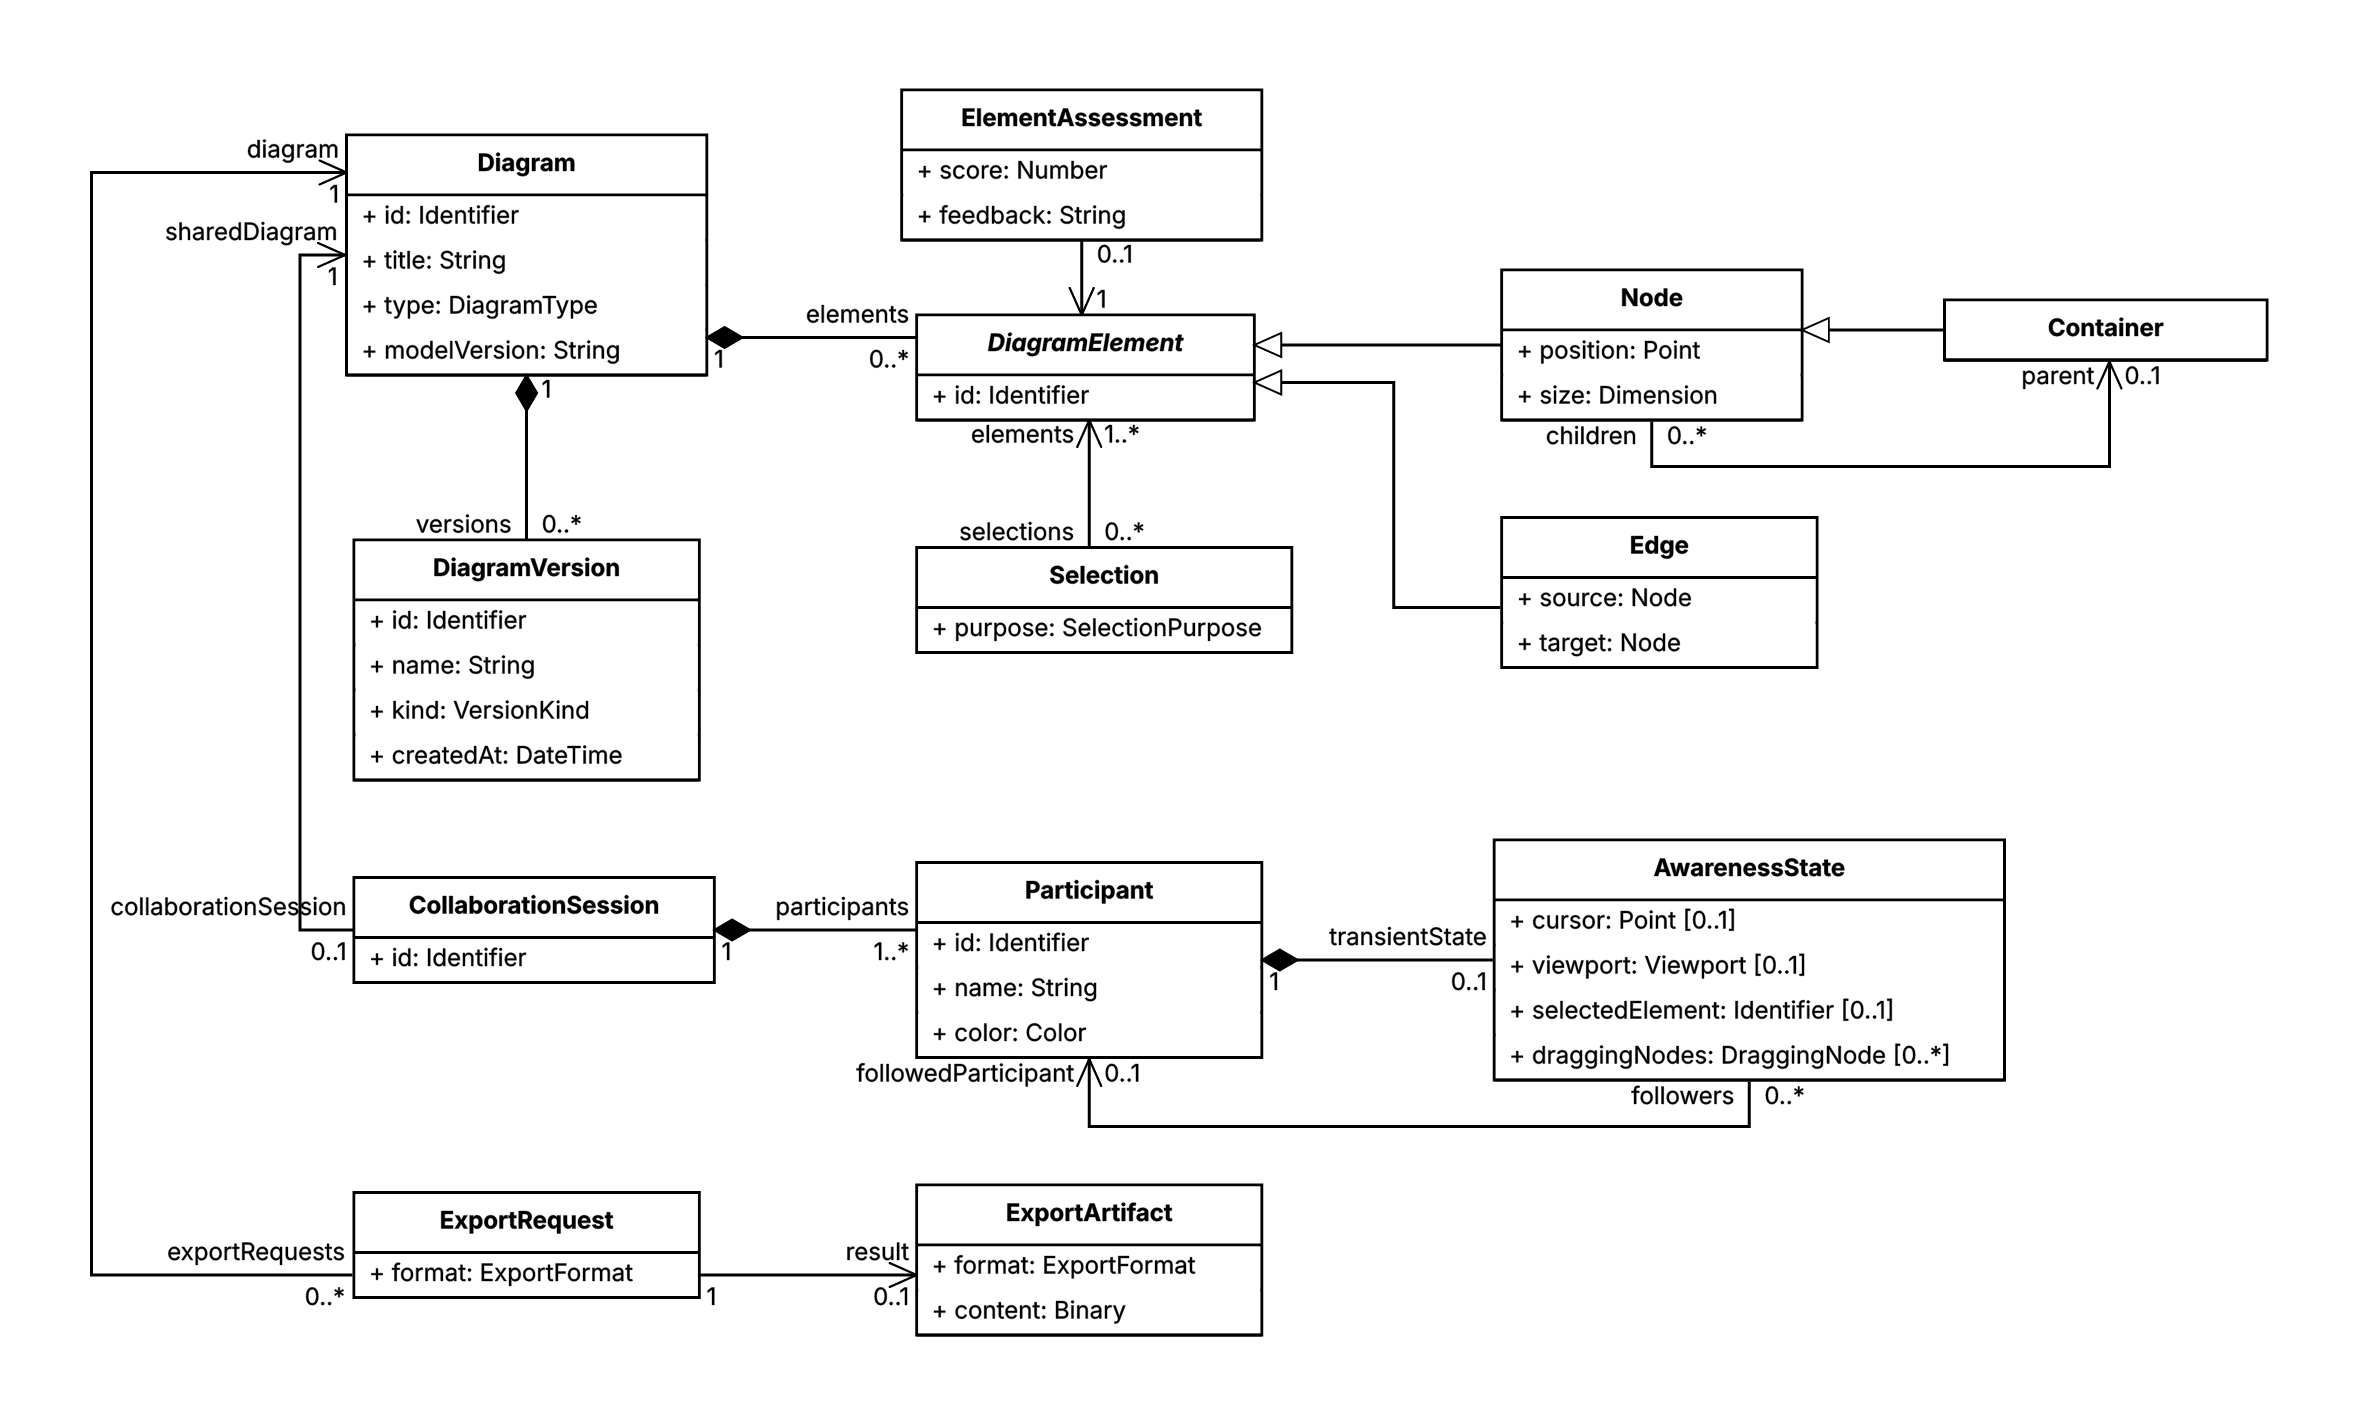 ElementAssessment
+ score: Number
+ feedback: String
0..1
1
diagram
1
sharedDiagram
1
Diagram
+ id: Identifier
+ title: String
+ type: DiagramType
+ modelVersion: String
1
1
elements
0..*
DiagramElement
+ id: Identifier
elements
1..*
Node
+ position: Point
+ size: Dimension
children
0..*
Container
parent
0..1
versions
0..*
DiagramVersion
+ id: Identifier
+ name: String
+ kind: VersionKind
+ createdAt: DateTime
selections
0..*
Selection
+ purpose: SelectionPurpose
Edge
+ source: Node
+ target: Node
collaborationSession
0..1
CollaborationSession
+ id: Identifier
1
participants
1..*
Participant
+ id: Identifier
+ name: String
+ color: Color
1
transientState
0..1
AwarenessState
+ cursor: Point [0..1]
+ viewport: Viewport [0..1]
+ selectedElement: Identifier [0..1]
+ draggingNodes: DraggingNode [0..*]
followedParticipant
0..1
followers
0..*
exportRequests
0..*
ExportRequest
+ format: ExportFormat
1
result
0..1
ExportArtifact
+ format: ExportFormat
+ content: Binary